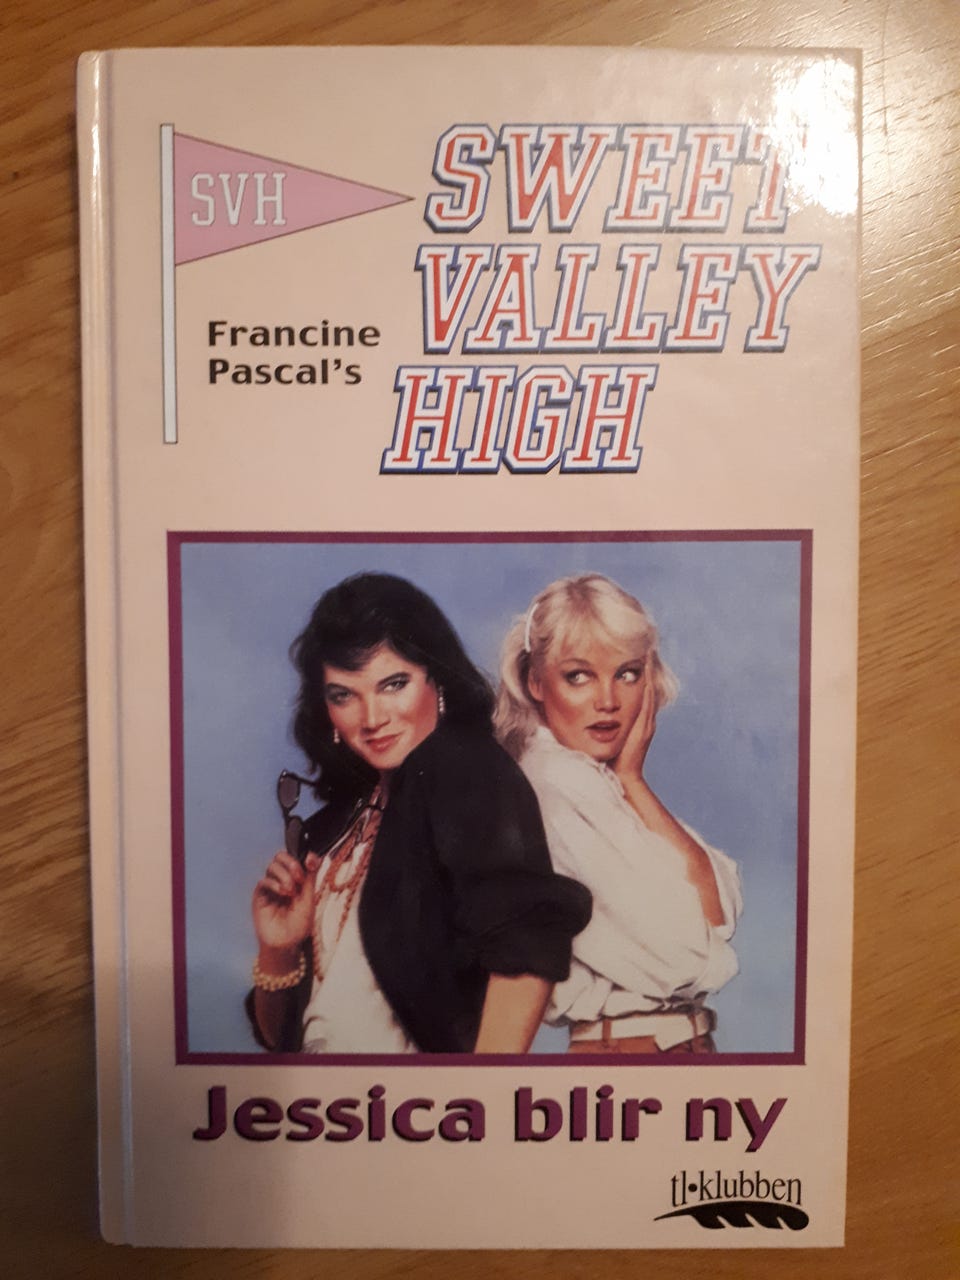 SVH
SWEET
VALLEY
HIGH
Francine
Pascal's
Jessica blir ny
tl•klubben